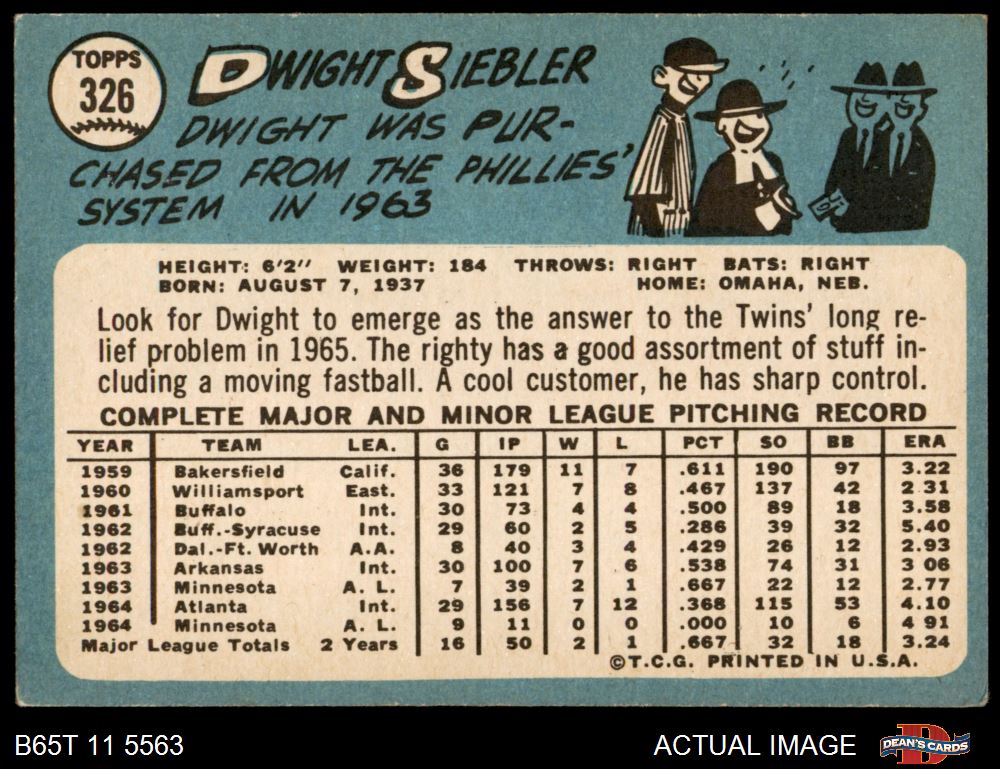 TOPPS
326
DWIGHT SIEBLER
DWIGHT WAS PUR-
CHASED FROM THE PHILLIES'
SYSTEM IN 1963
HEIGHT: 6'2" WEIGHT: 184 THROWS: RIGHT BATS: RIGHT
BORN: AUGUST 7, 1937 HOME: OMAHA, NEB.
Look for Dwight to emerge as the answer to the Twins' long re-
lief problem in 1965. The righty has a good assortment of stuff in-
cluding a moving fastball. A cool customer, he has sharp control.
COMPLETE MAJOR AND MINOR LEAGUE PITCHING RECORD
YEAR TEAM LEA. G IP W L PCT SO BB ERA
1959 Bakersfield Calif. 36 179 11 7 .611 190 97 3.22
1960 Williamsport East. 33 121 7 8 .467 137 42 2 31
1961 Buffalo Int. 30 73 4 4 .500 89 18 3.58
1962 Buff.-Syracuse Int. 29 60 2 5 .286 39 32 5.40
1962 Dal.-Ft. Worth A.A. 8 40 3 4 .429 26 12 2.93
1963 Arkansas Int. 30 100 7 6 .538 74 31 3 06
1963 Minnesota A. L. 7 39 2 1 .667 22 12 2.77
1964 Atlanta Int. 29 156 7 12 .368 115 53 4.10
1964 Minnesota A. L. 9 11 0 0 .000 10 6 4 91
Major League Totals 2 Years 16 50 2 1 .667 32 18 3.24
©T.C.G. PRINTED IN U.S.A.
B65T 11 5563 ACTUAL IMAGE DEAN'S CARDS